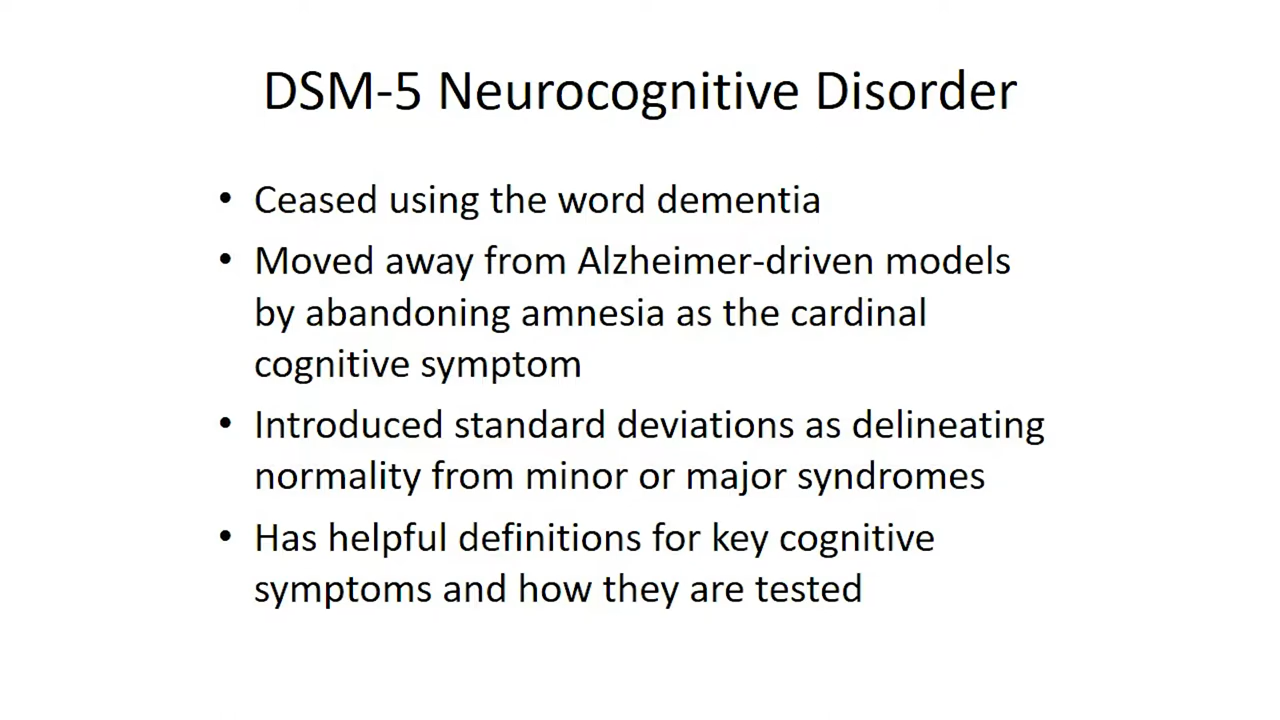 DSM-5 Neurocognitive Disorder
• Ceased using the word dementia
• Moved away from Alzheimer-driven models
by abandoning amnesia as the cardinal
cognitive symptom
• Introduced standard deviations as delineating
normality from minor or major syndromes
• Has helpful definitions for key cognitive
symptoms and how they are tested